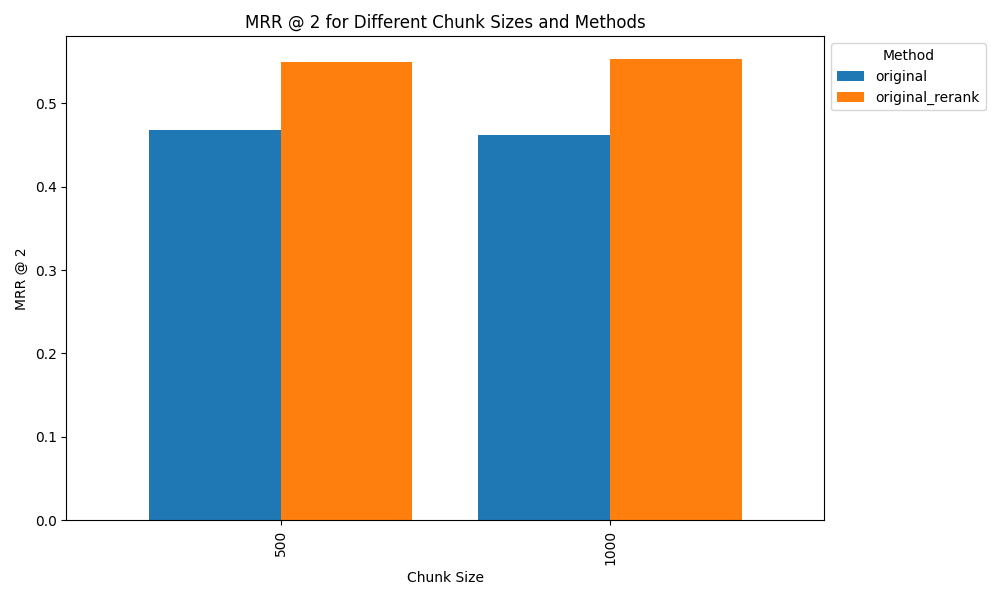 MRR @ 2 for Different Chunk Sizes and Methods
Method
original
original_rerank
0.5
0.4
0.3
0.2
0.1
0.0
MRR @ 2
500
1000
Chunk Size